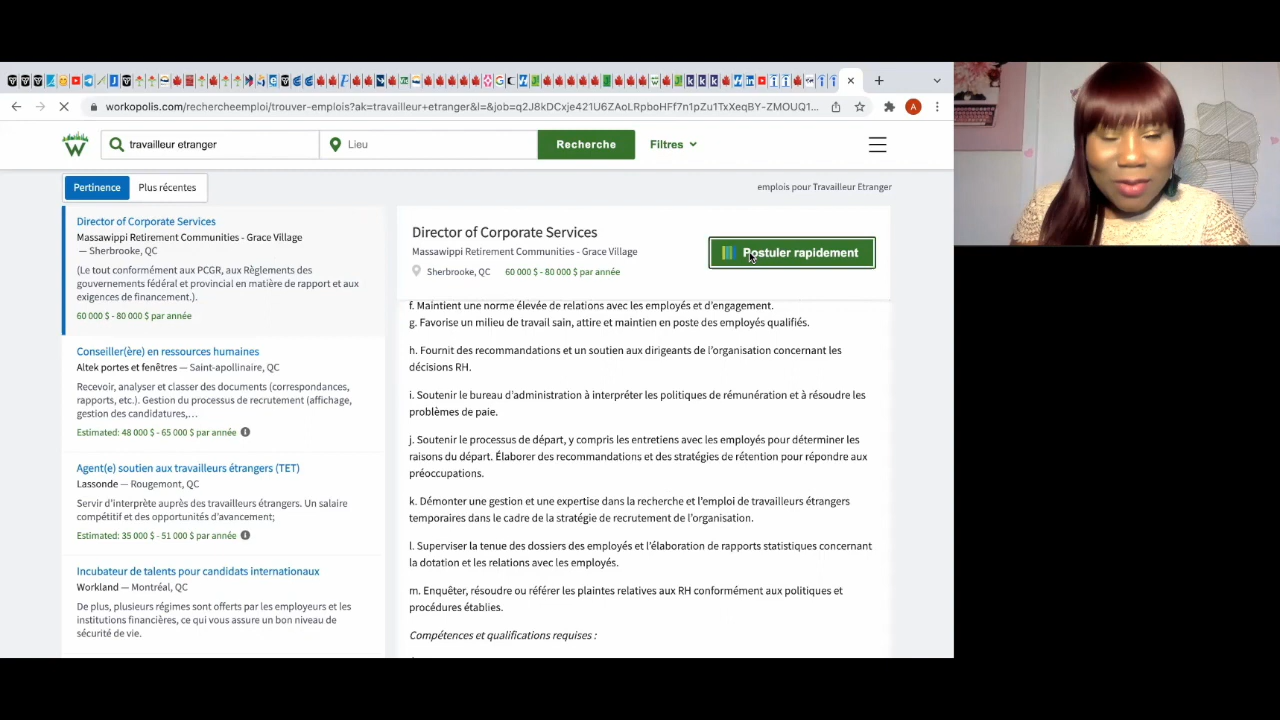 workopolis.com/rechercheemploi/trouver-emplois?ak=travailleur+etranger&l=&job=q2J8kDCxje421U6ZAoLRpboHFf7n1pZu1TxXeqBY-ZMOUQ1...
A
W
travailleur etranger
Lieu
Recherche
Filtres
Pertinence
Plus récentes
emplois pour Travailleur Etranger
Director of Corporate Services
Massawippi Retirement Communities - Grace Village
— Sherbrooke, QC
(Le tout conformément aux PCGR, aux Règlements des
gouvernements fédéral et provincial en matière de rapport et aux
exigences de financement.).
60 000 $ - 80 000 $ par année
Conseiller(ère) en ressources humaines
Altek portes et fenêtres — Saint-apollinaire, QC
Recevoir, analyser et classer des documents (correspondances,
rapports, etc.). Gestion du processus de recrutement (affichage,
gestion des candidatures,...
Estimated: 48 000 $ - 65 000 $ par année
Agent(e) soutien aux travailleurs étrangers (TET)
Lassonde — Rougemont, QC
Servir d'interprète auprès des travailleurs étrangers. Un salaire
compétitif et des opportunités d'avancement;
Estimated: 35 000 $ - 51 000 $ par année
Incubateur de talents pour candidats internationaux
Workland — Montréal, QC
De plus, plusieurs régimes sont offerts par les employeurs et les
institutions financières, ce qui vous assure un bon niveau de
sécurité de vie.
Director of Corporate Services
Massawippi Retirement Communities - Grace Village
Sherbrooke, QC 60 000 $ - 80 000 $ par année
Postuler rapidement
f. Maintient une norme élevée de relations avec les employés et d'engagement.
g. Favorise un milieu de travail sain, attire et maintien en poste des employés qualifiés.
h. Fournit des recommandations et un soutien aux dirigeants de l'organisation concernant les
décisions RH.
i. Soutenir le bureau d'administration à interpréter les politiques de rémunération et à résoudre les
problèmes de paie.
j. Soutenir le processus de départ, y compris les entretiens avec les employés pour déterminer les
raisons du départ. Élaborer des recommandations et des stratégies de rétention pour répondre aux
préoccupations.
k. Démonter une gestion et une expertise dans la recherche et l'emploi de travailleurs étrangers
temporaires dans le cadre de la stratégie de recrutement de l'organisation.
l. Superviser la tenue des dossiers des employés et l'élaboration de rapports statistiques concernant
la dotation et les relations avec les employés.
m. Enquêter, résoudre ou référer les plaintes relatives aux RH conformément aux politiques et
procédures établies.
Compétences et qualifications requises :